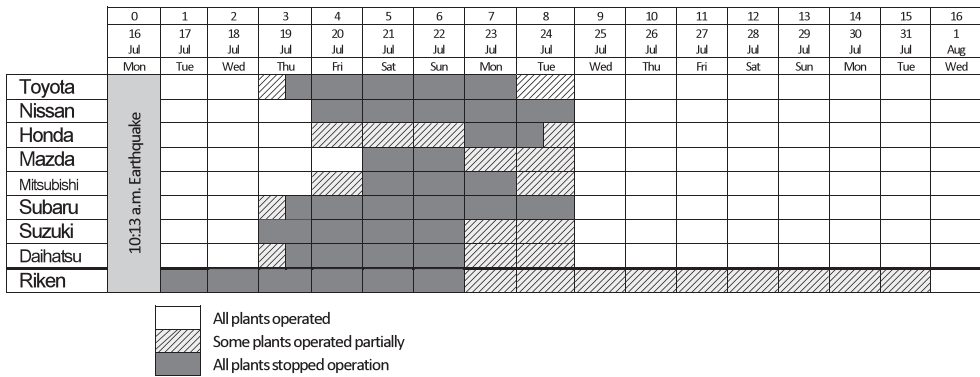 0 1 2 3 4 5 6 7 8 9 10 11 12 13 14 15 16
16 17 18 19 20 21 22 23 24 25 26 27 28 29 30 31 1
Jul Jul Jul Jul Jul Jul Jul Jul Jul Jul Jul Jul Jul Jul Jul Jul Aug
Mon Tue Wed Thu Fri Sat Sun Mon Tue Wed Thu Fri Sat Sun Mon Tue Wed
10:13 a.m. Earthquake
Toyota
Nissan
Honda
Mazda
Mitsubishi
Subaru
Suzuki
Daihatsu
Riken
All plants operated
Some plants operated partially
All plants stopped operation